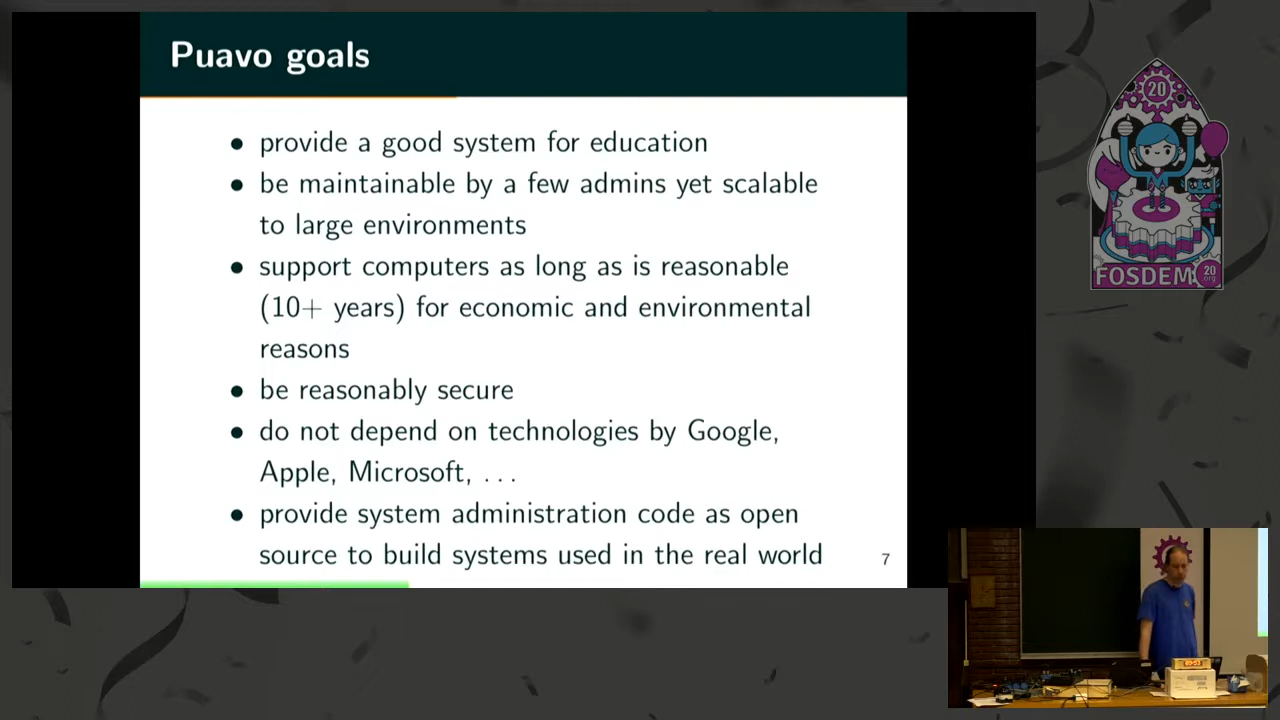 Puavo goals
• provide a good system for education
• be maintainable by a few admins yet scalable
to large environments
• support computers as long as is reasonable
(10+ years) for economic and environmental
reasons
• be reasonably secure
• do not depend on technologies by Google,
Apple, Microsoft, . . .
• provide system administration code as open
source to build systems used in the real world
7
20
FOSDEM
20
.org